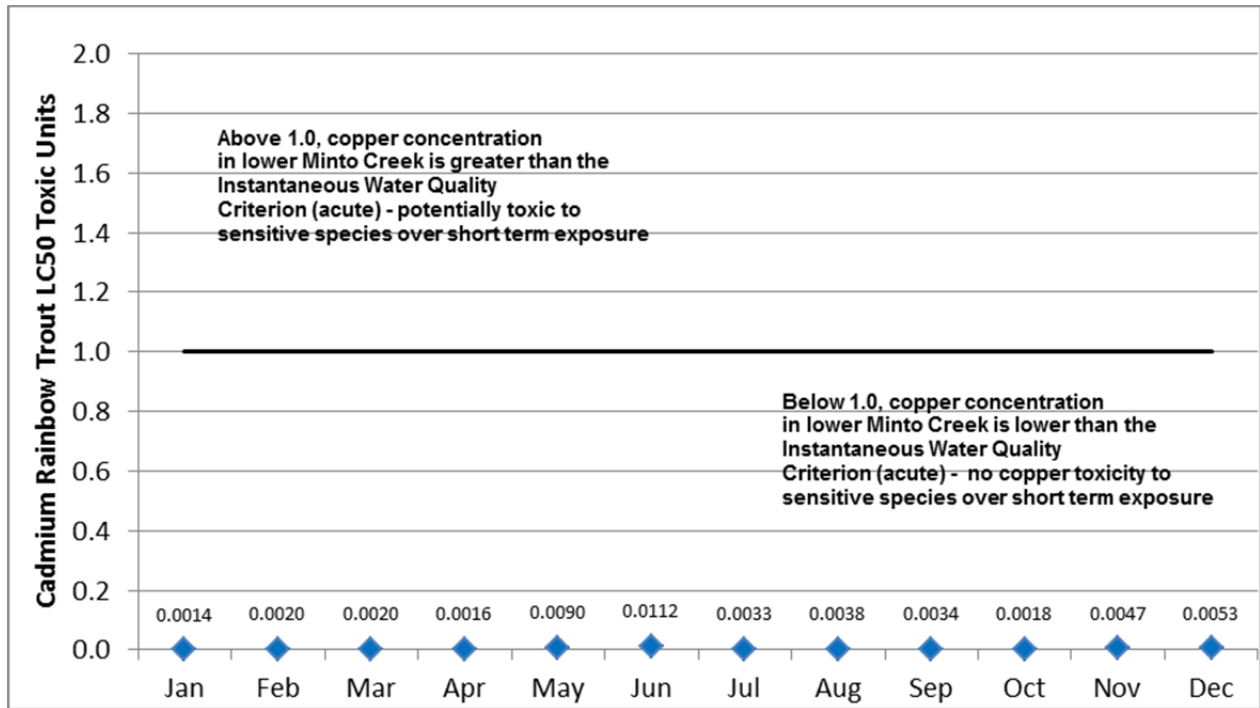 Cadmium Rainbow Trout LC50 Toxic Units
2.0
1.8
1.6
1.4
1.2
1.0
0.8
0.6
0.4
0.2
0.0
Above 1.0, copper concentration
in lower Minto Creek is greater than the
Instantaneous Water Quality
Criterion (acute) - potentially toxic to
sensitive species over short term exposure
Below 1.0, copper concentration
in lower Minto Creek is lower than the
Instantaneous Water Quality
Criterion (acute) - no copper toxicity to
sensitive species over short term exposure
0.0014 0.0020 0.0020 0.0016 0.0090 0.0112 0.0033 0.0038 0.0034 0.0018 0.0047 0.0053
Jan Feb Mar Apr May Jun Jul Aug Sep Oct Nov Dec